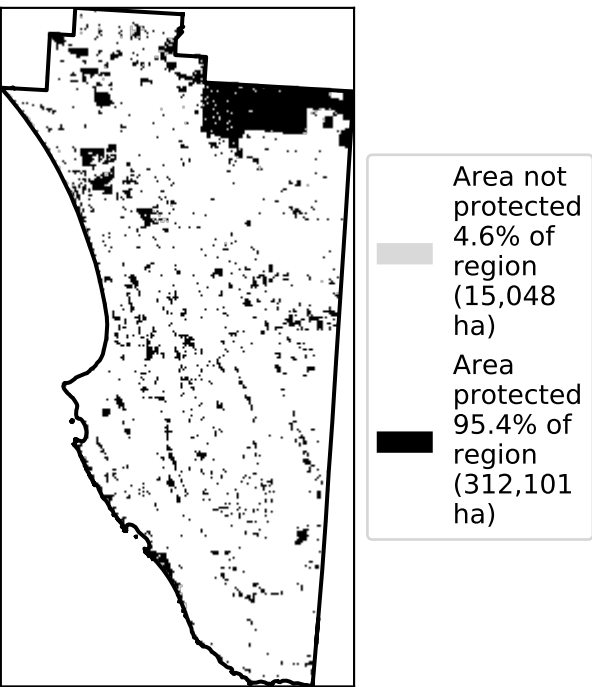 Area not
protected
4.6% of
region
(15,048
ha)
Area
protected
95.4% of
region
(312,101
ha)